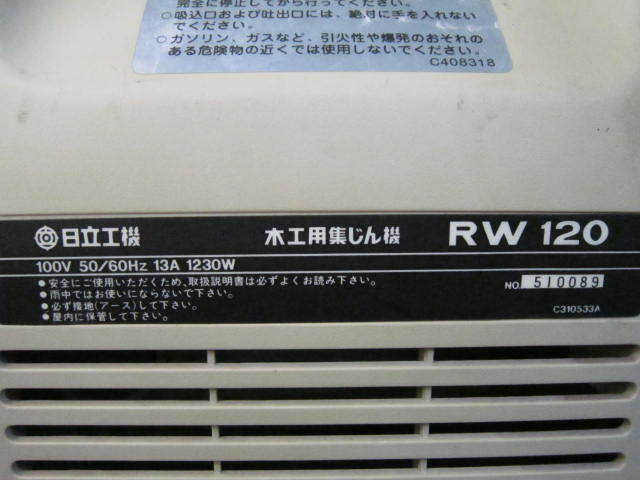 完全に停止してから行ってください。
○吸込口および吐出口には、絶対に手を入れない
でください。
○ガソリン、ガスなど、引火性や爆発のおそれの
ある危険物の近くでは使用しないでください。
C408318
日立工機 木工用集じん機 RW 120
100V 50/60Hz 13A 1230W
●安全にご使用いただくため、取扱説明書は必ずよくお読み下さい。
●雨中ではお使いにならないで下さい。
●必ず接地(アース)して下さい。
●屋内に保管して下さい。
NO. 510089
C310533A